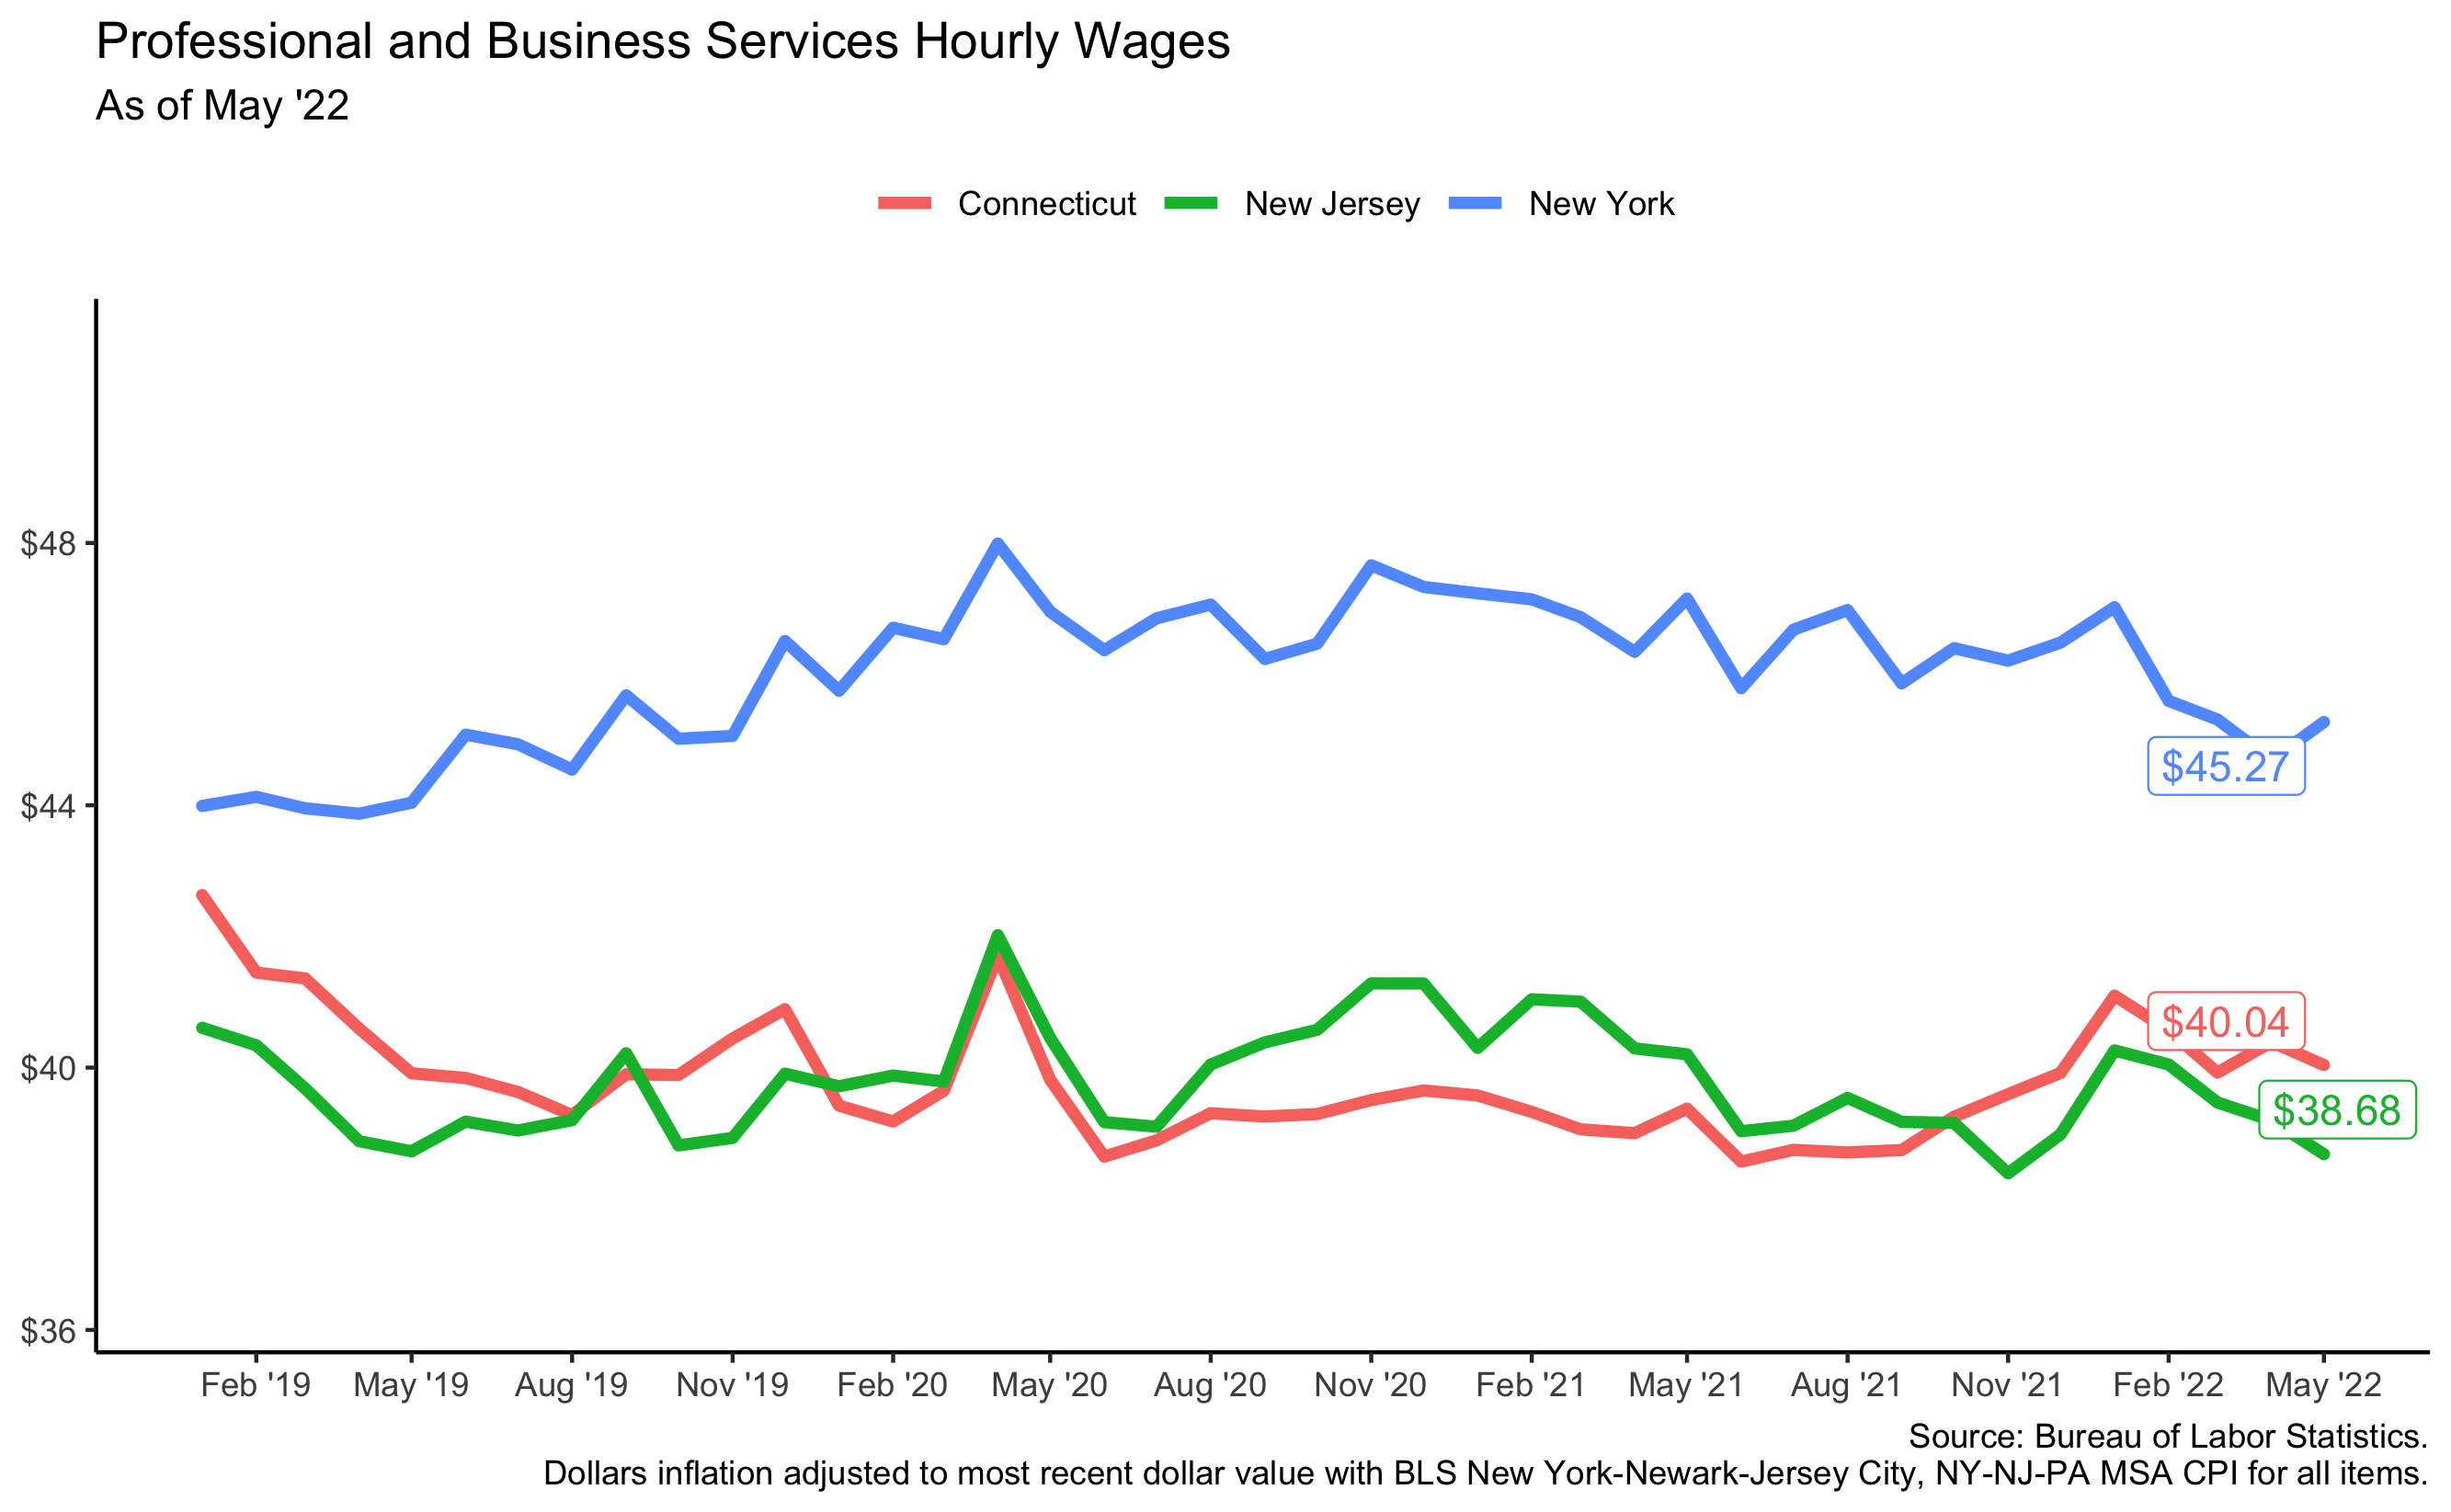 Professional and Business Services Hourly Wages
As of May '22
Connecticut New Jersey New York
$48
$44
$40
$36
$45.27
$40.04
$38.68
Feb '19 May '19 Aug '19 Nov '19 Feb '20 May '20 Aug '20 Nov '20 Feb '21 May '21 Aug '21 Nov '21 Feb '22 May '22
Source: Bureau of Labor Statistics.
Dollars inflation adjusted to most recent dollar value with BLS New York-Newark-Jersey City, NY-NJ-PA MSA CPI for all items.